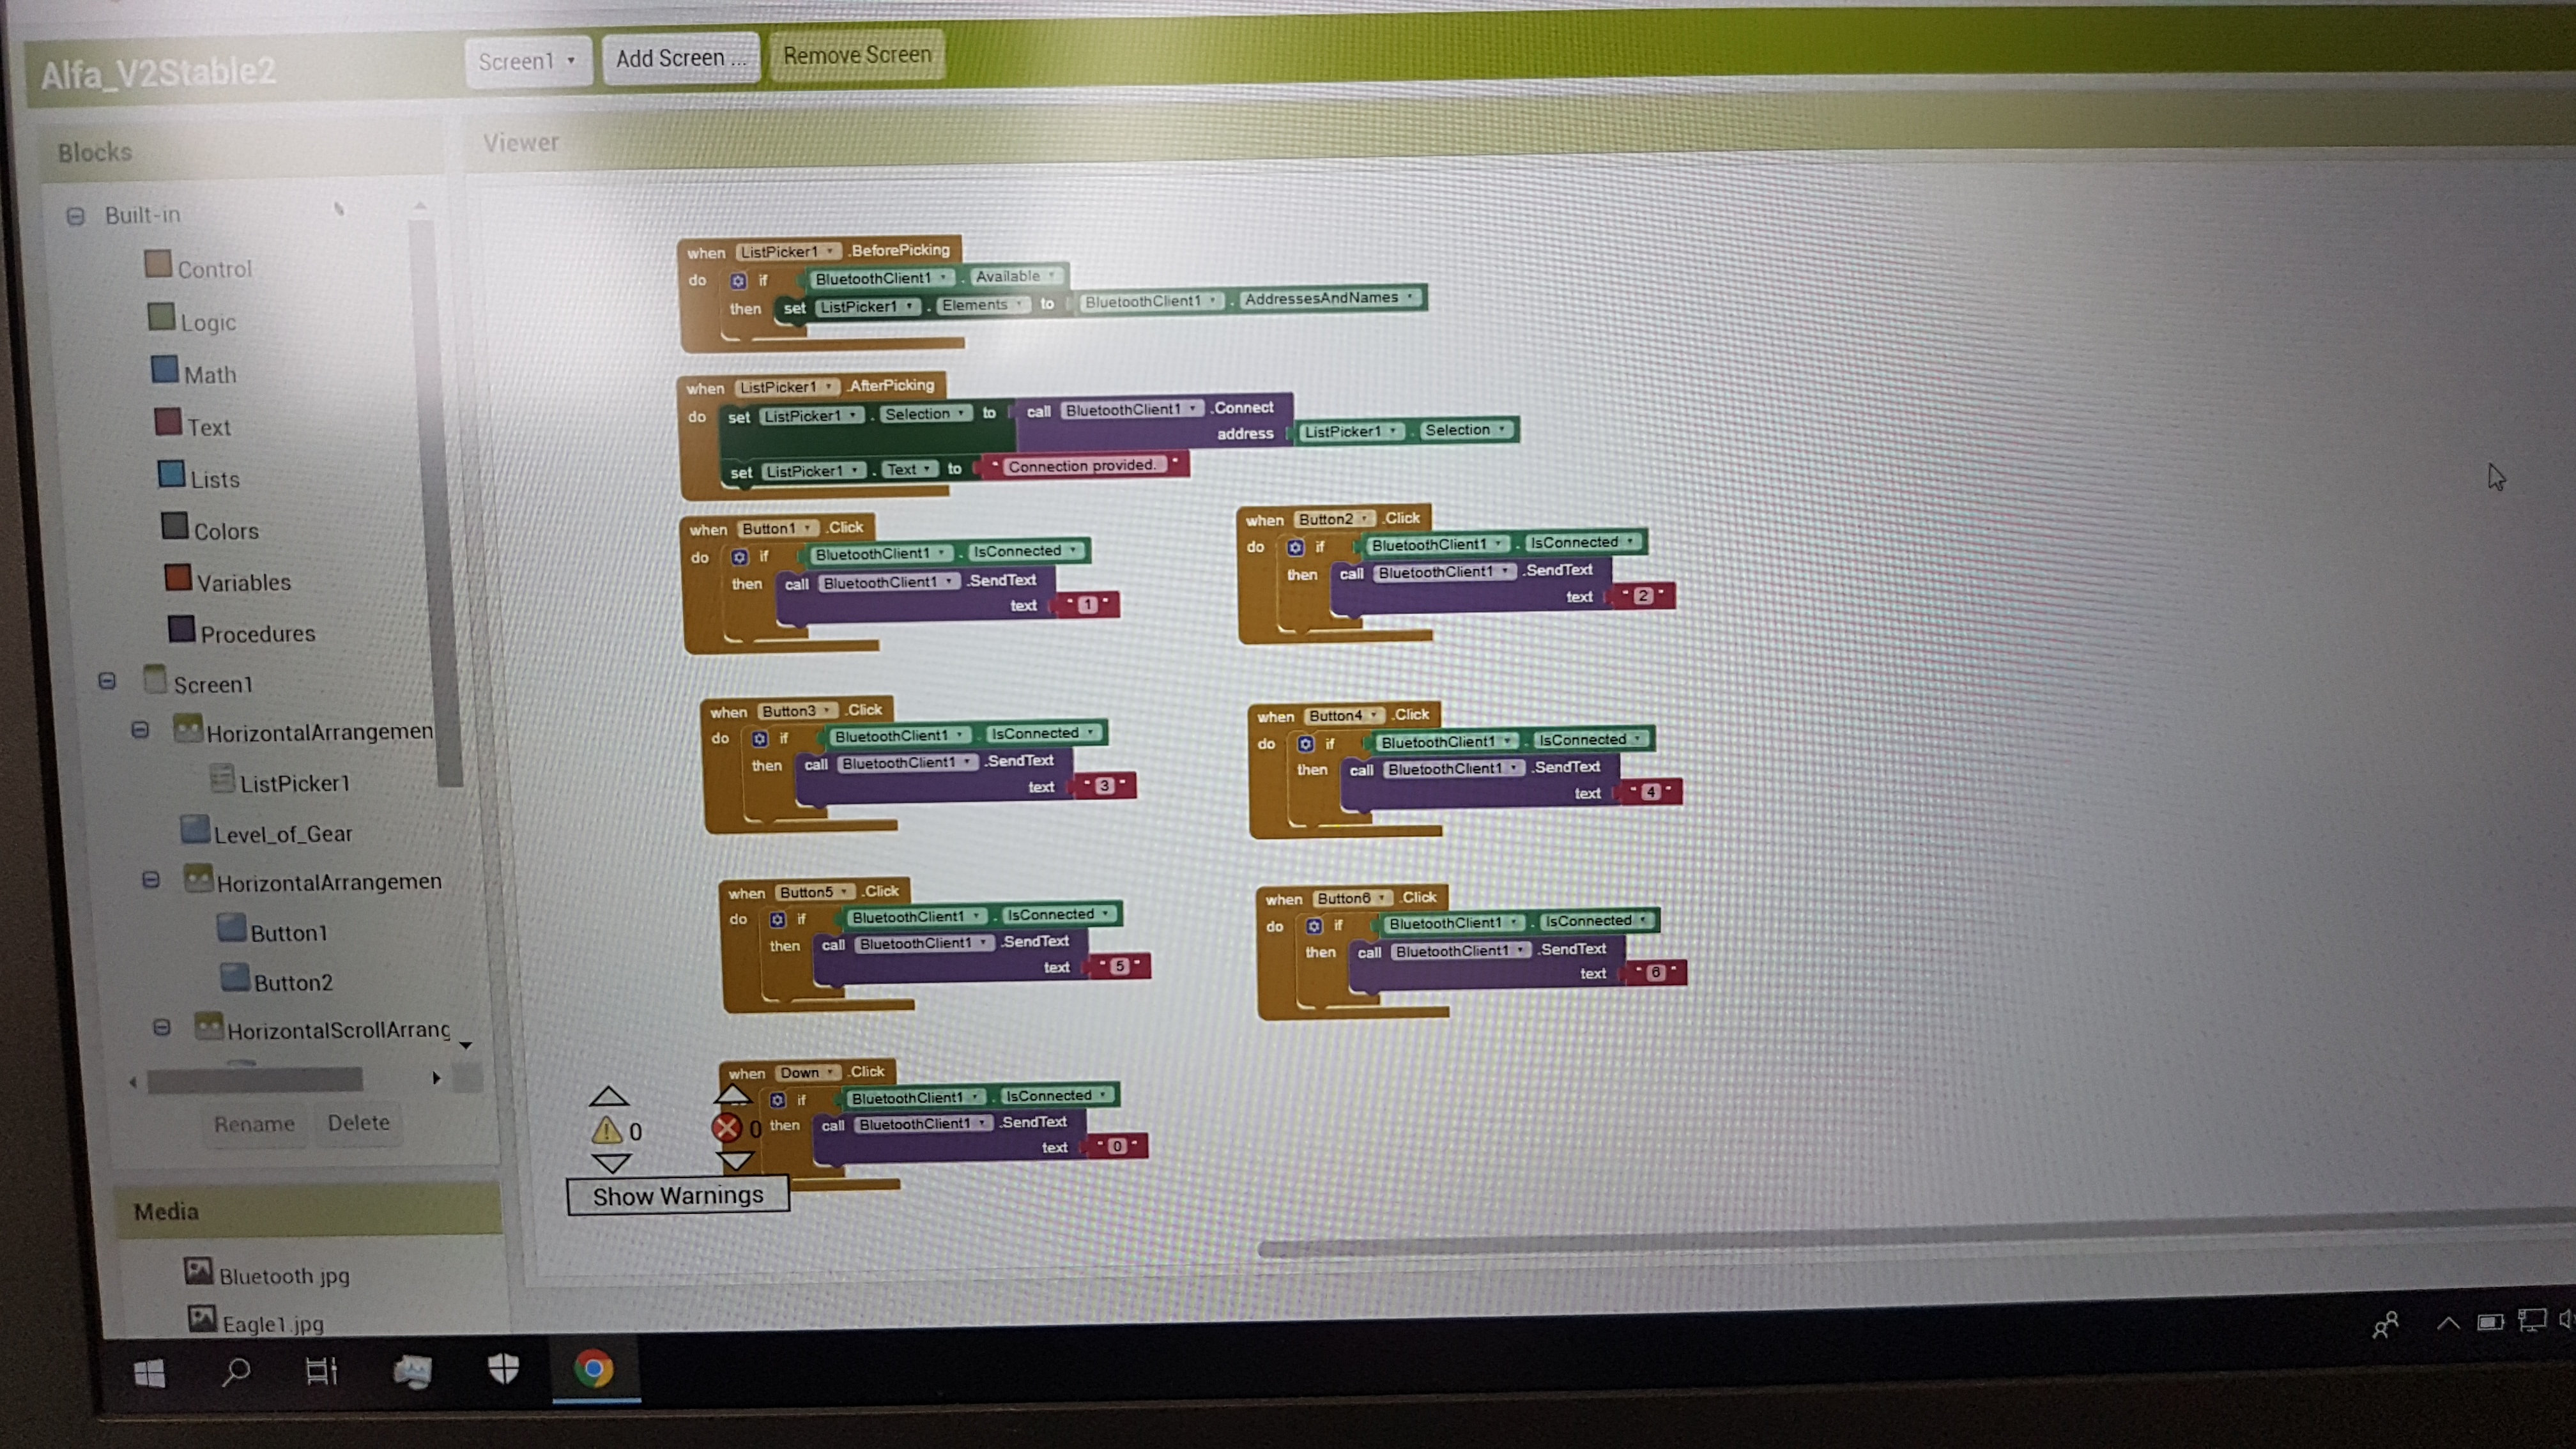 Alfa_V2Stable2
Screen1 Add Screen ... Remove Screen
Blocks
Viewer
Built-in
Control
Logic
Math
Text
Lists
Colors
Variables
Procedures
Screen1
HorizontalArrangemen
ListPicker1
Level_of_Gear
HorizontalArrangemen
Button1
Button2
HorizontalScrollArrang
Rename Delete
Media
Bluetooth.jpg
Eagle1.jpg
when ListPicker1 .BeforePicking
do if BluetoothClient1 . Available
then set ListPicker1 . Elements to BluetoothClient1 . AddressesAndNames
when ListPicker1 .AfterPicking
do set ListPicker1 . Selection to call BluetoothClient1 .Connect
address ListPicker1 . Selection
set ListPicker1 . Text to " Connection provided. "
when Button1 .Click
do if BluetoothClient1 . IsConnected
then call BluetoothClient1 .SendText
text " 1 "
when Button2 .Click
do if BluetoothClient1 . IsConnected
then call BluetoothClient1 .SendText
text " 2 "
when Button3 .Click
do if BluetoothClient1 . IsConnected
then call BluetoothClient1 .SendText
text " 3 "
when Button4 .Click
do if BluetoothClient1 . IsConnected
then call BluetoothClient1 .SendText
text " 4 "
when Button5 .Click
do if BluetoothClient1 . IsConnected
then call BluetoothClient1 .SendText
text " 5 "
when Button6 .Click
do if BluetoothClient1 . IsConnected
then call BluetoothClient1 .SendText
text " 6 "
when Down .Click
if BluetoothClient1 . IsConnected
then call BluetoothClient1 .SendText
text " 0 "
0 0
Show Warnings